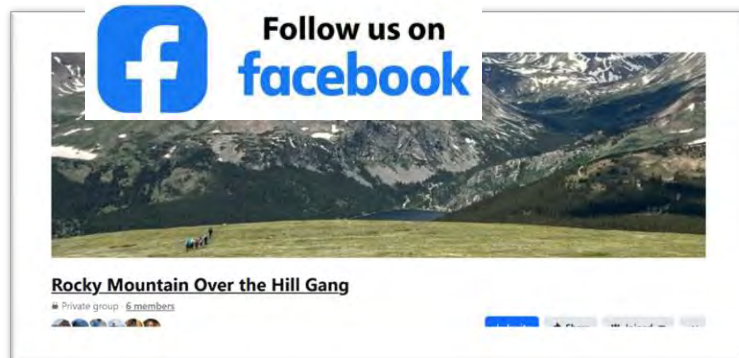 Follow us on
facebook
Rocky Mountain Over the Hill Gang
Private group · 6 members